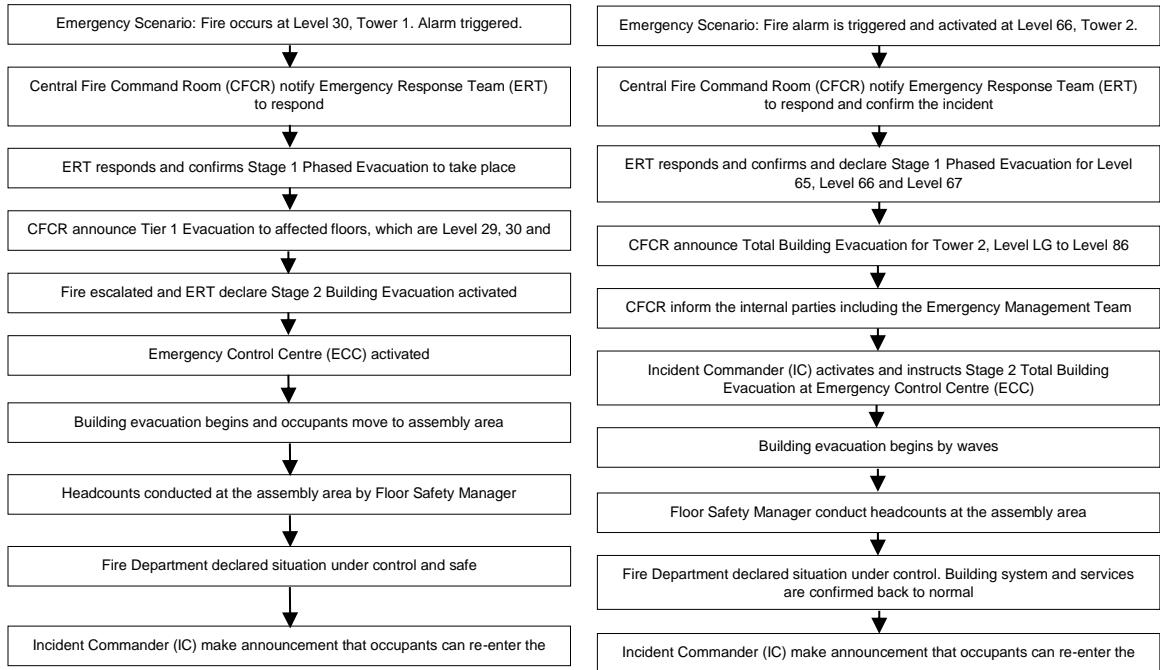 Emergency Scenario: Fire occurs at Level 30, Tower 1. Alarm triggered.
Central Fire Command Room (CFCR) notify Emergency Response Team (ERT)
to respond
ERT responds and confirms Stage 1 Phased Evacuation to take place
CFCR announce Tier 1 Evacuation to affected floors, which are Level 29, 30 and
Fire escalated and ERT declare Stage 2 Building Evacuation activated
Emergency Control Centre (ECC) activated
Building evacuation begins and occupants move to assembly area
Headcounts conducted at the assembly area by Floor Safety Manager
Fire Department declared situation under control and safe
Incident Commander (IC) make announcement that occupants can re-enter the
Emergency Scenario: Fire alarm is triggered and activated at Level 66, Tower 2.
Central Fire Command Room (CFCR) notify Emergency Response Team (ERT)
to respond and confirm the incident
ERT responds and confirms and declare Stage 1 Phased Evacuation for Level
65, Level 66 and Level 67
CFCR announce Total Building Evacuation for Tower 2, Level LG to Level 86
CFCR inform the internal parties including the Emergency Management Team
Incident Commander (IC) activates and instructs Stage 2 Total Building
Evacuation at Emergency Control Centre (ECC)
Building evacuation begins by waves
Floor Safety Manager conduct headcounts at the assembly area
Fire Department declared situation under control. Building system and services
are confirmed back to normal
Incident Commander (IC) make announcement that occupants can re-enter the